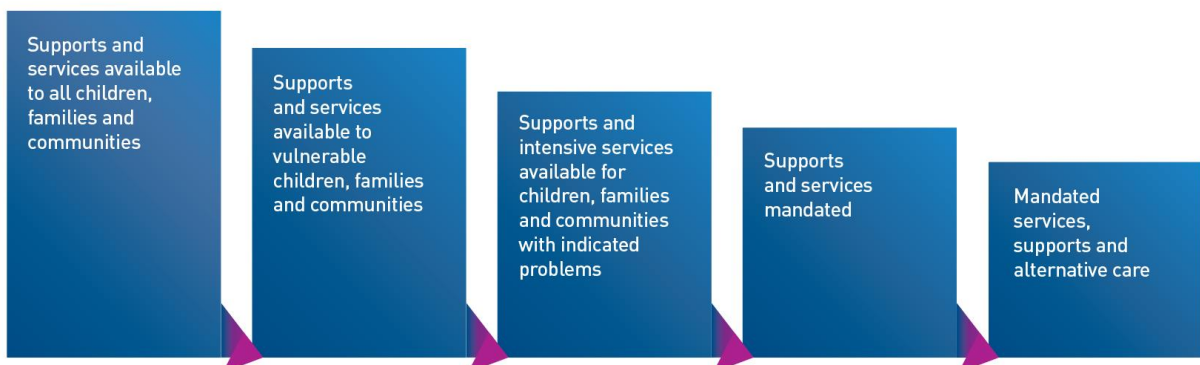 Supports and
services available
to all children,
families and
communities
Supports
and services
available to
vulnerable
children, families
and communities
Supports and
intensive services
available for
children, families
and communities
with indicated
problems
Supports
and services
mandated
Mandated
services,
supports and
alternative care